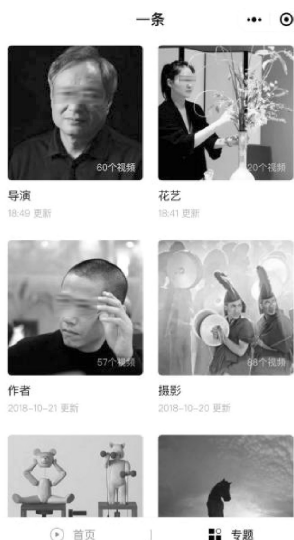 一条
60个视频
20个视频
导演
花艺
18:49 更新
18:41 更新
57个视频
68个视频
作者
摄影
2018-10-21 更新
2018-10-20 更新
首页
专题